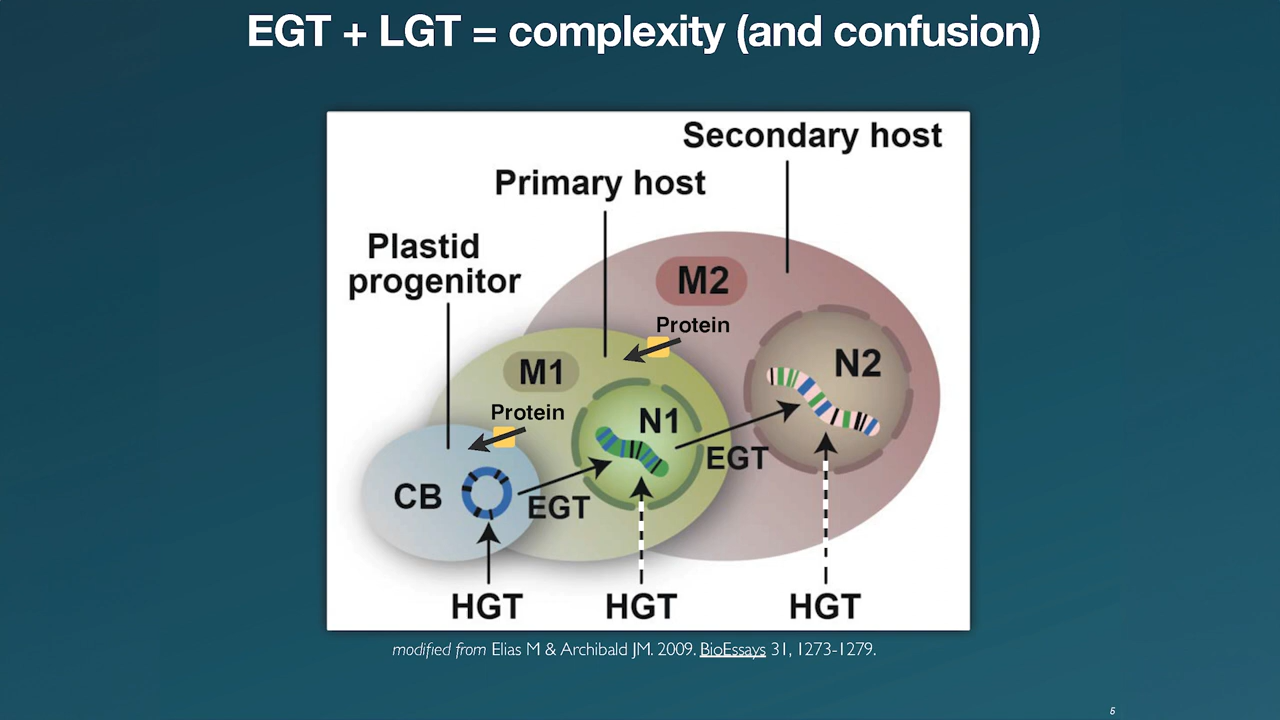 EGT + LGT = complexity (and confusion)
Secondary host
Primary host
Plastid
progenitor
M2
Protein
M1
N2
Protein
N1
CB
EGT
EGT
HGT
HGT
HGT
modified from Elias M & Archibald JM. 2009. BioEssays 31, 1273-1279.
5